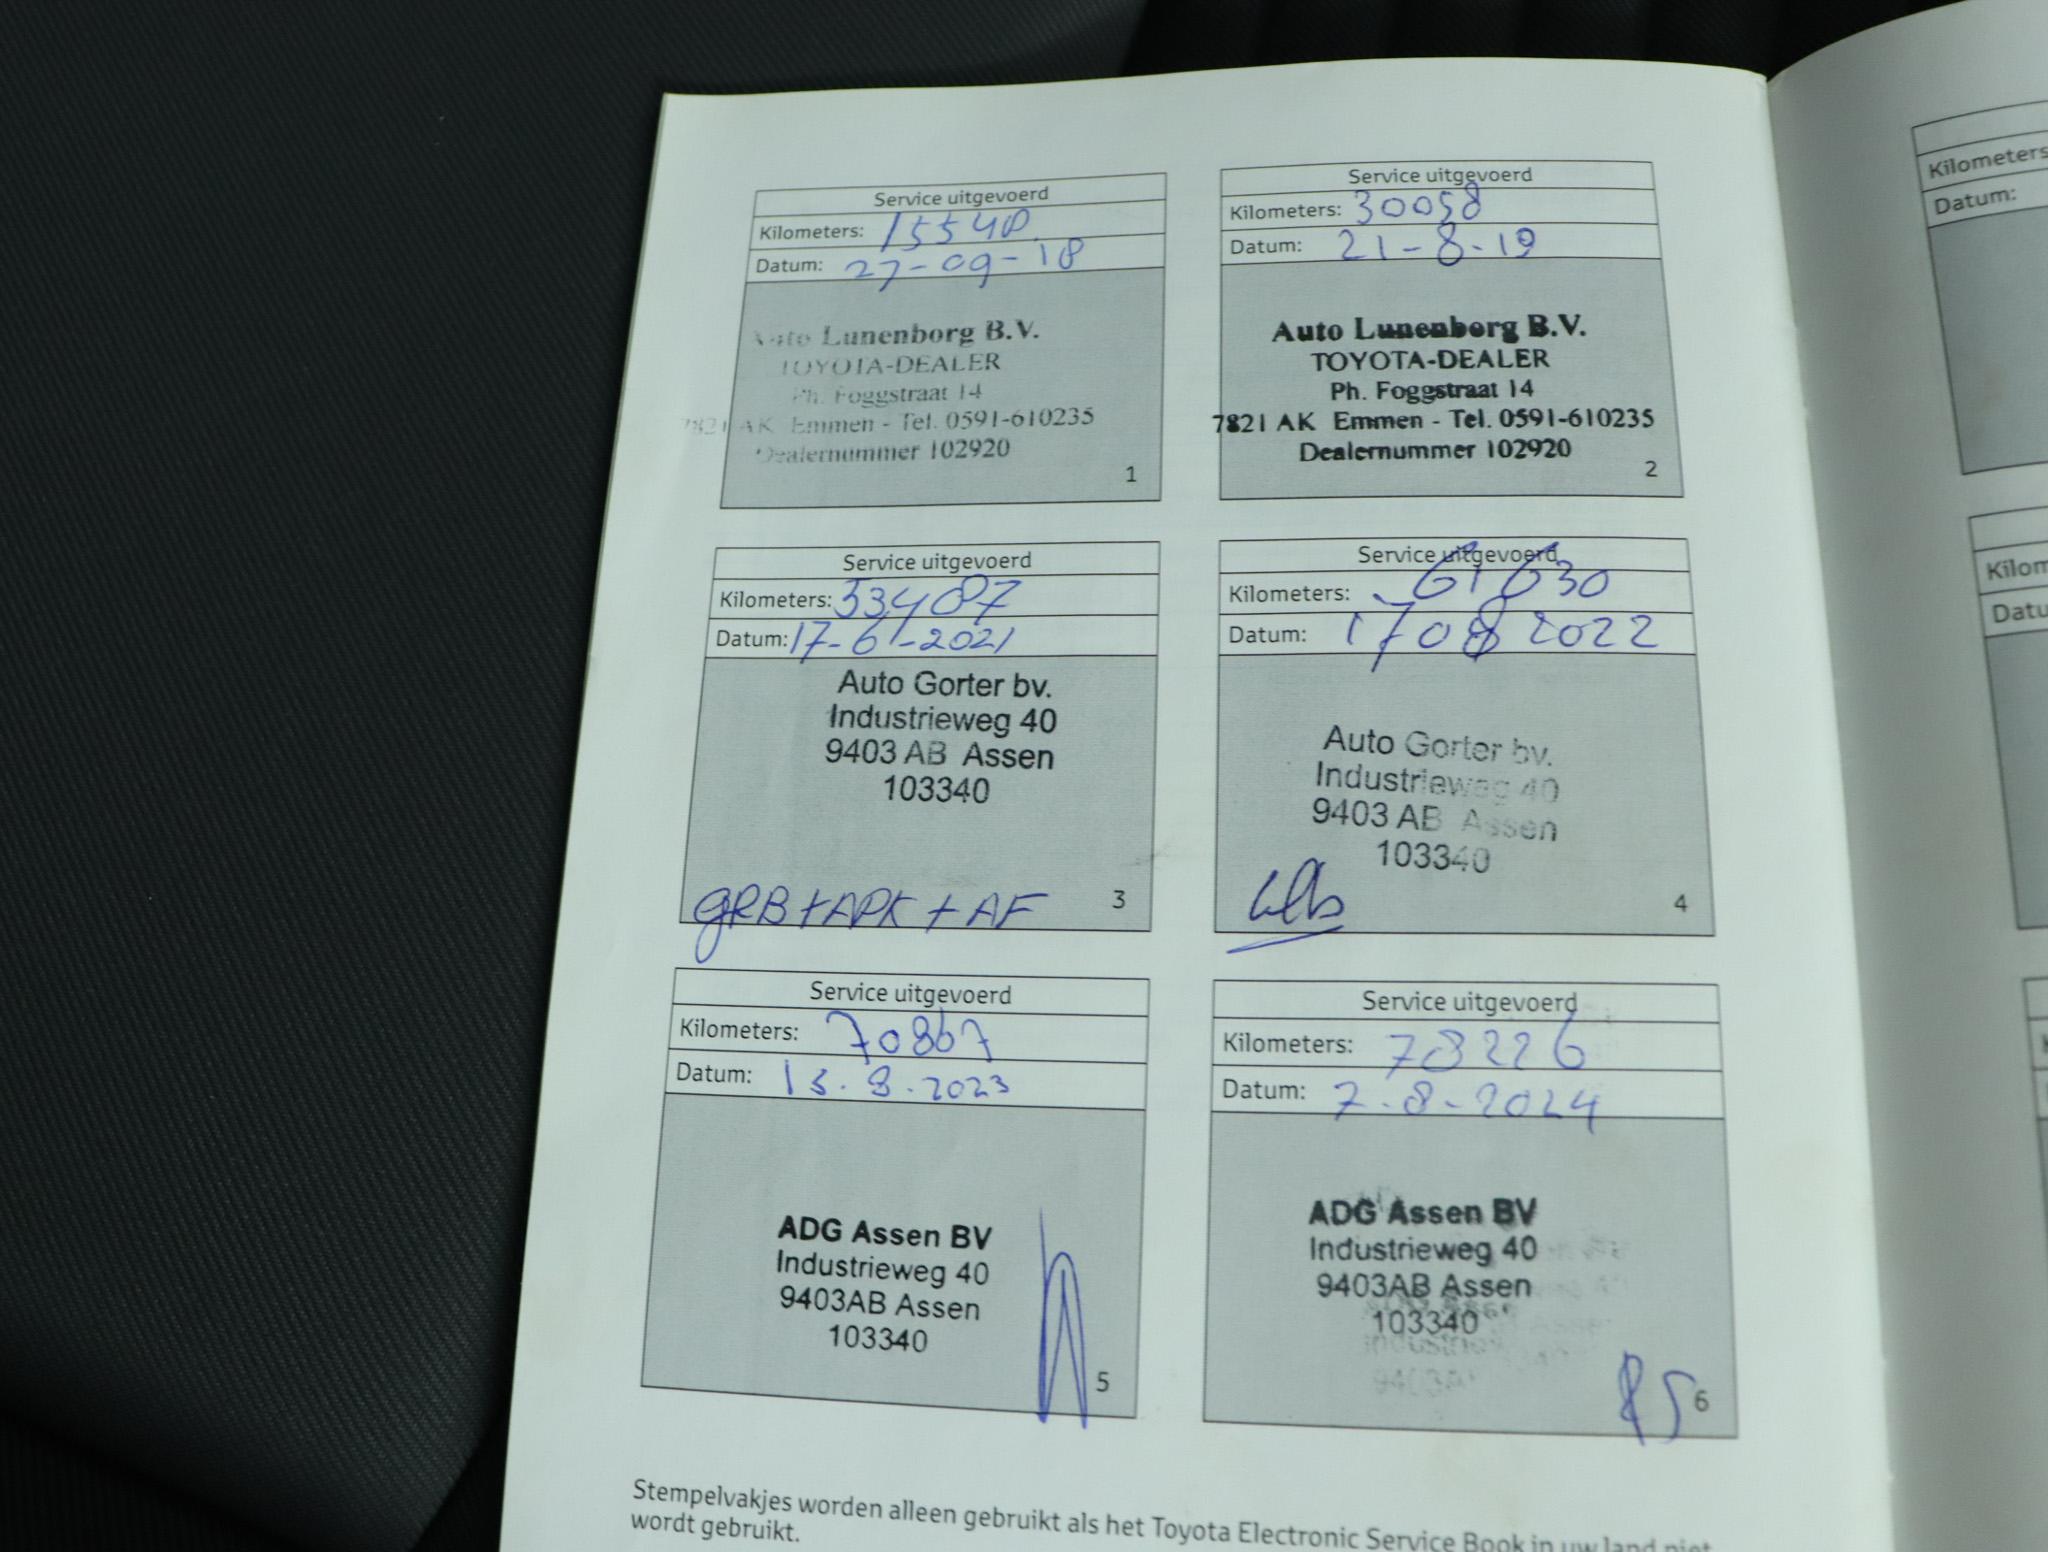 Service uitgevoerd
Kilometers: 15540
Datum: 27-09-18
Auto Lunenborg B.V.
TOYOTA-DEALER
Ph. Foggstraat 14
7821 AK Emmen - Tel. 0591-610235
Dealernummer 102920
1
Service uitgevoerd
Kilometers: 30058
Datum: 21-8-19
Auto Lunenborg B.V.
TOYOTA-DEALER
Ph. Foggstraat 14
7821 AK Emmen - Tel. 0591-610235
Dealernummer 102920
2
Service uitgevoerd
Kilometers: 53487
Datum: 17-6-2021
Auto Gorter bv.
Industrieweg 40
9403 AB Assen
103340
GRB+APK+AF
3
Service uitgevoerd
Kilometers: 61630
Datum: 17 08 2022
Auto Gorter bv.
Industrieweg 40
9403 AB Assen
103340
4
Service uitgevoerd
Kilometers: 70867
Datum: 15.8.2023
ADG Assen BV
Industrieweg 40
9403AB Assen
103340
5
Service uitgevoerd
Kilometers: 78226
Datum: 7-8-2024
ADG Assen BV
Industrieweg 40
9403AB Assen
103340
6
Stempelvakjes worden alleen gebruikt als het Toyota Electronic Service Book in uw land niet
wordt gebruikt.
Kilometers
Datum: